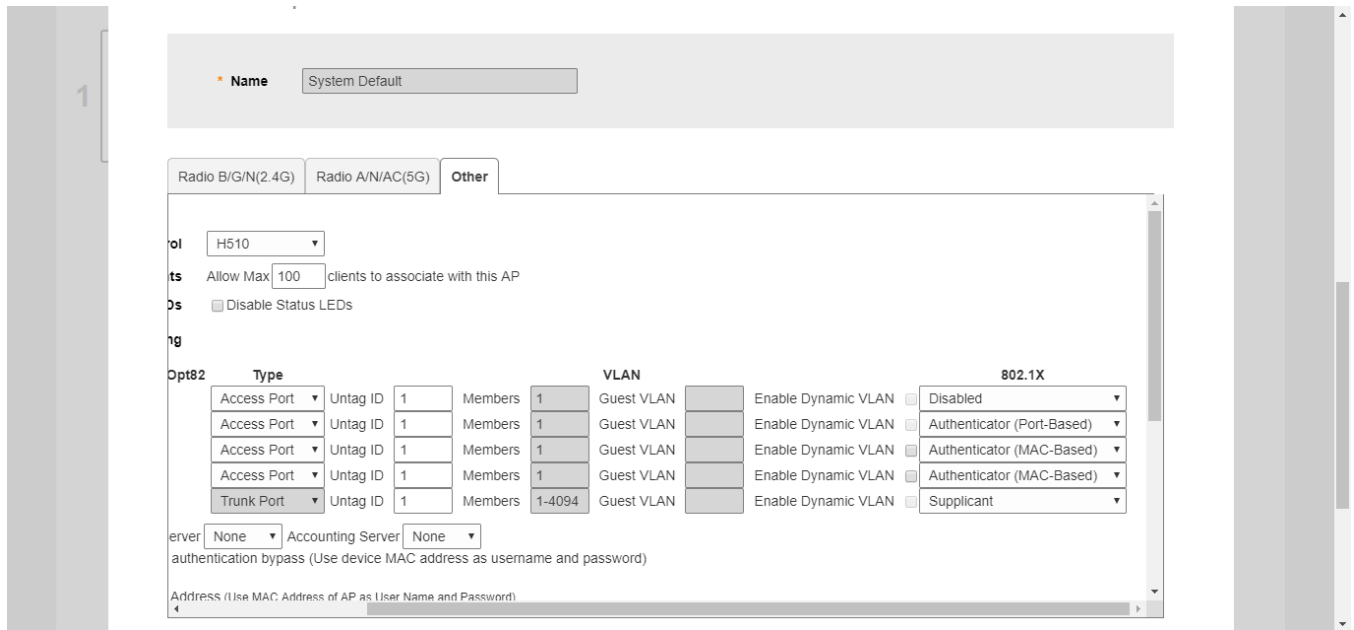 1
* Name System Default
Radio B/G/N(2.4G) Radio A/N/AC(5G) Other
rol H510
ts Allow Max 100 clients to associate with this AP
Ds Disable Status LEDs
ng
Opt82 Type VLAN 802.1X
Access Port Untag ID 1 Members 1 Guest VLAN Enable Dynamic VLAN Disabled
Access Port Untag ID 1 Members 1 Guest VLAN Enable Dynamic VLAN Authenticator (Port-Based)
Access Port Untag ID 1 Members 1 Guest VLAN Enable Dynamic VLAN Authenticator (MAC-Based)
Access Port Untag ID 1 Members 1 Guest VLAN Enable Dynamic VLAN Authenticator (MAC-Based)
Trunk Port Untag ID 1 Members 1-4094 Guest VLAN Enable Dynamic VLAN Supplicant
erver None Accounting Server None
authentication bypass (Use device MAC address as username and password)
Address (Use MAC Address of AP as User Name and Password)